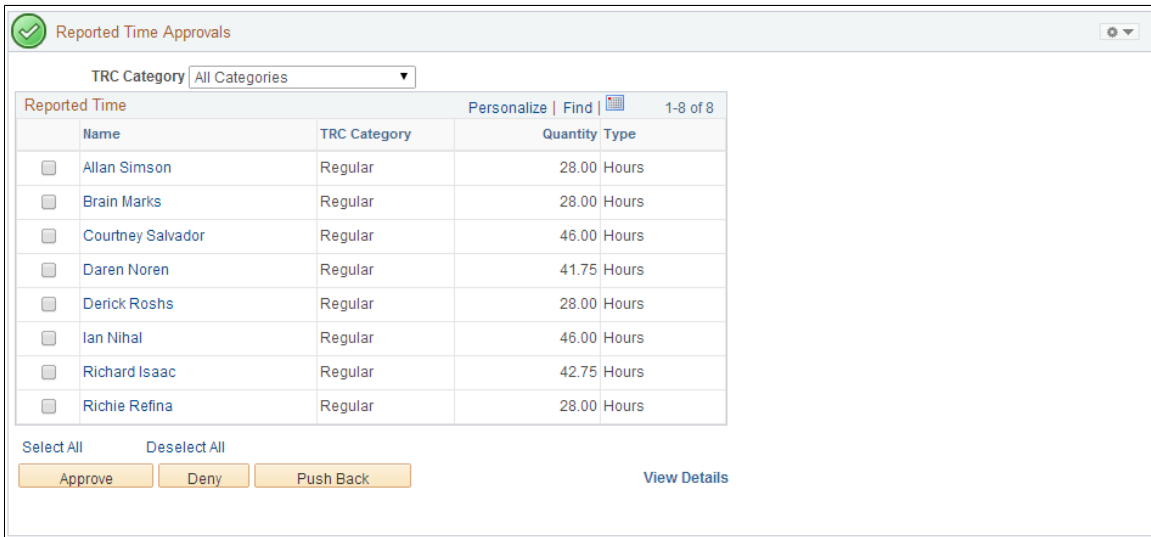 Reported Time Approvals
TRC Category All Categories
Reported Time Personalize | Find | 1-8 of 8
Name TRC Category Quantity Type
Allan Simson Regular 28.00 Hours
Brain Marks Regular 28.00 Hours
Courtney Salvador Regular 46.00 Hours
Daren Noren Regular 41.75 Hours
Derick Roshs Regular 28.00 Hours
Ian Nihal Regular 46.00 Hours
Richard Isaac Regular 42.75 Hours
Richie Refina Regular 28.00 Hours
Select All Deselect All
Approve Deny Push Back View Details